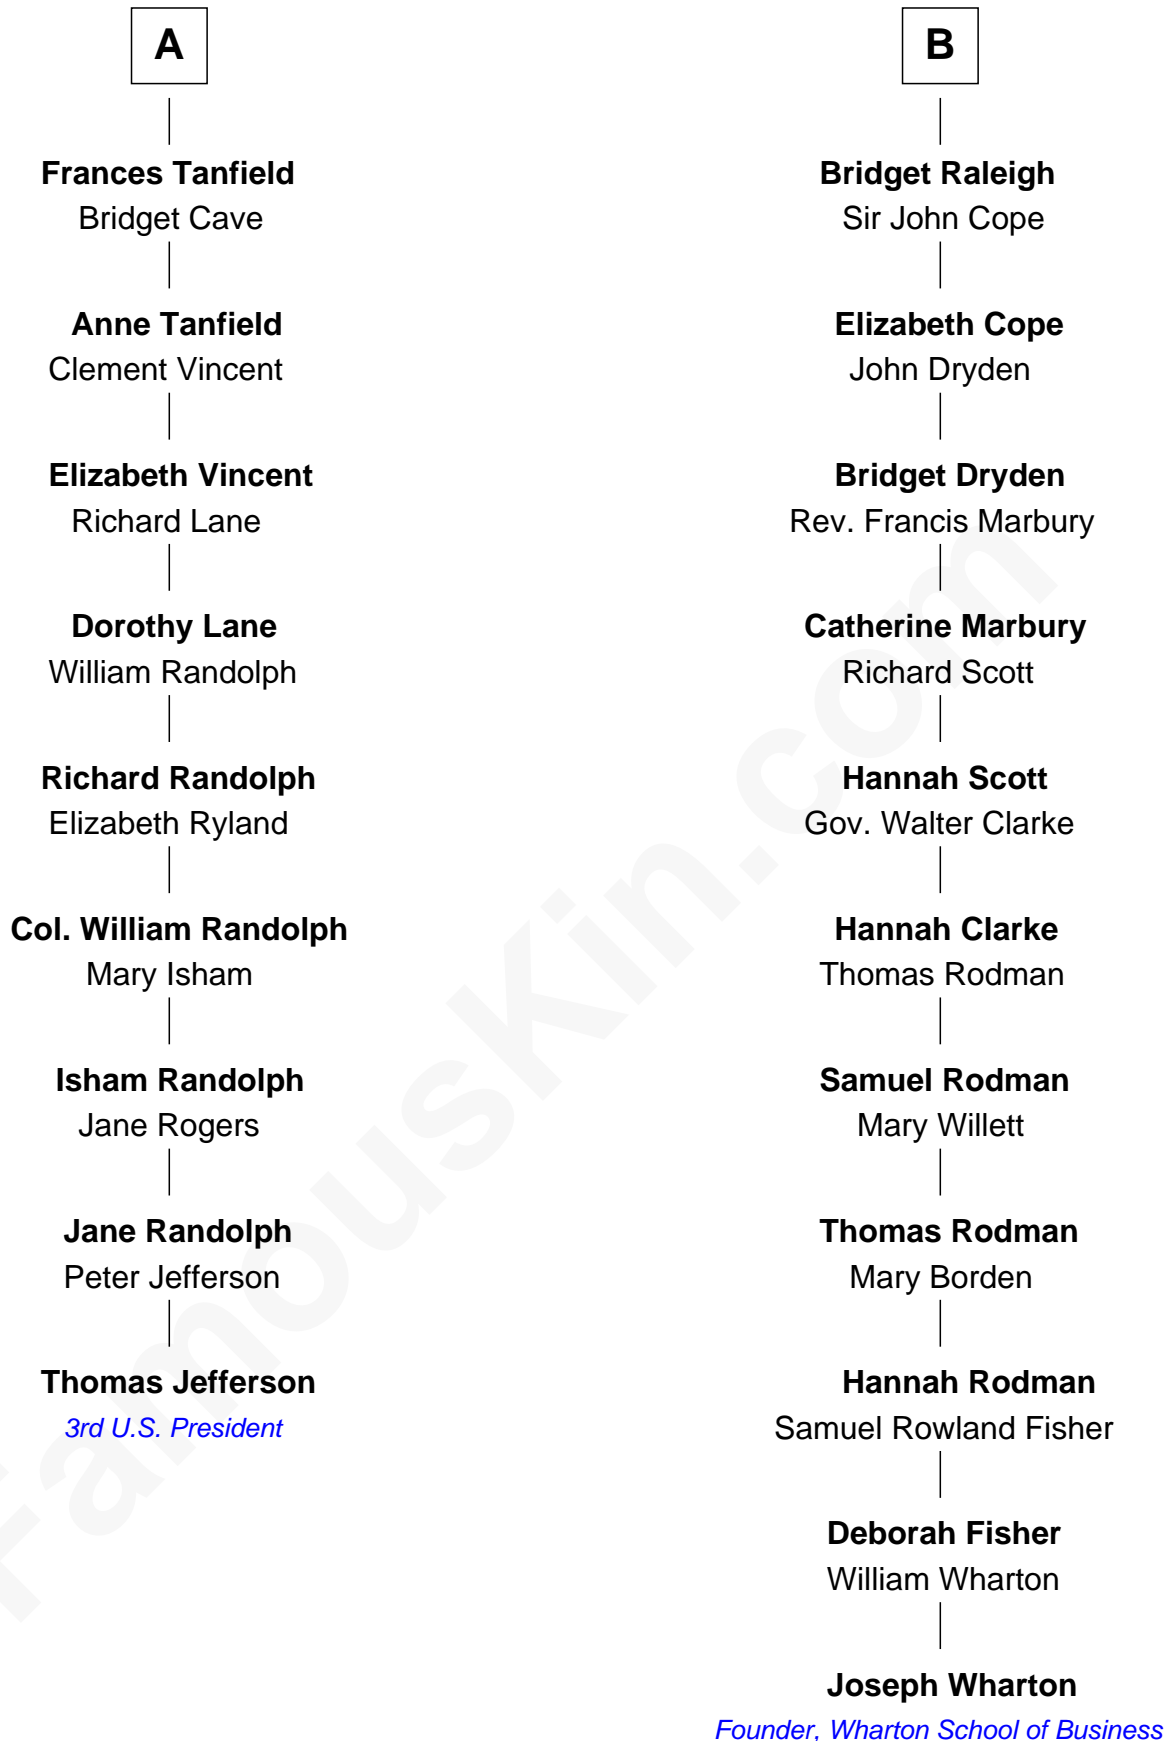 A
Frances Tanfield
Bridget Cave
Anne Tanfield
Clement Vincent
Elizabeth Vincent
Richard Lane
Dorothy Lane
William Randolph
Richard Randolph
Elizabeth Ryland
Col. William Randolph
Mary Isham
Isham Randolph
Jane Rogers
Jane Randolph
Peter Jefferson
Thomas Jefferson
3rd U.S. President
B
Bridget Raleigh
Sir John Cope
Elizabeth Cope
John Dryden
Bridget Dryden
Rev. Francis Marbury
Catherine Marbury
Richard Scott
Hannah Scott
Gov. Walter Clarke
Hannah Clarke
Thomas Rodman
Samuel Rodman
Mary Willett
Thomas Rodman
Mary Borden
Hannah Rodman
Samuel Rowland Fisher
Deborah Fisher
William Wharton
Joseph Wharton
Founder, Wharton School of Business
FamousKin.com